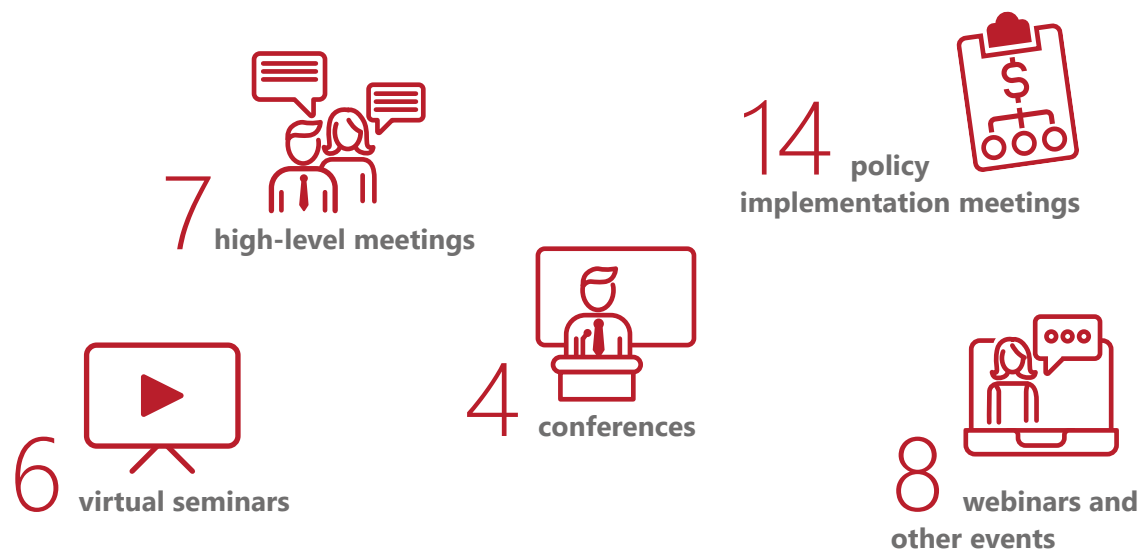 7 high-level meetings
14 policy
implementation meetings
$
4 conferences
6 virtual seminars
8 webinars and
other events